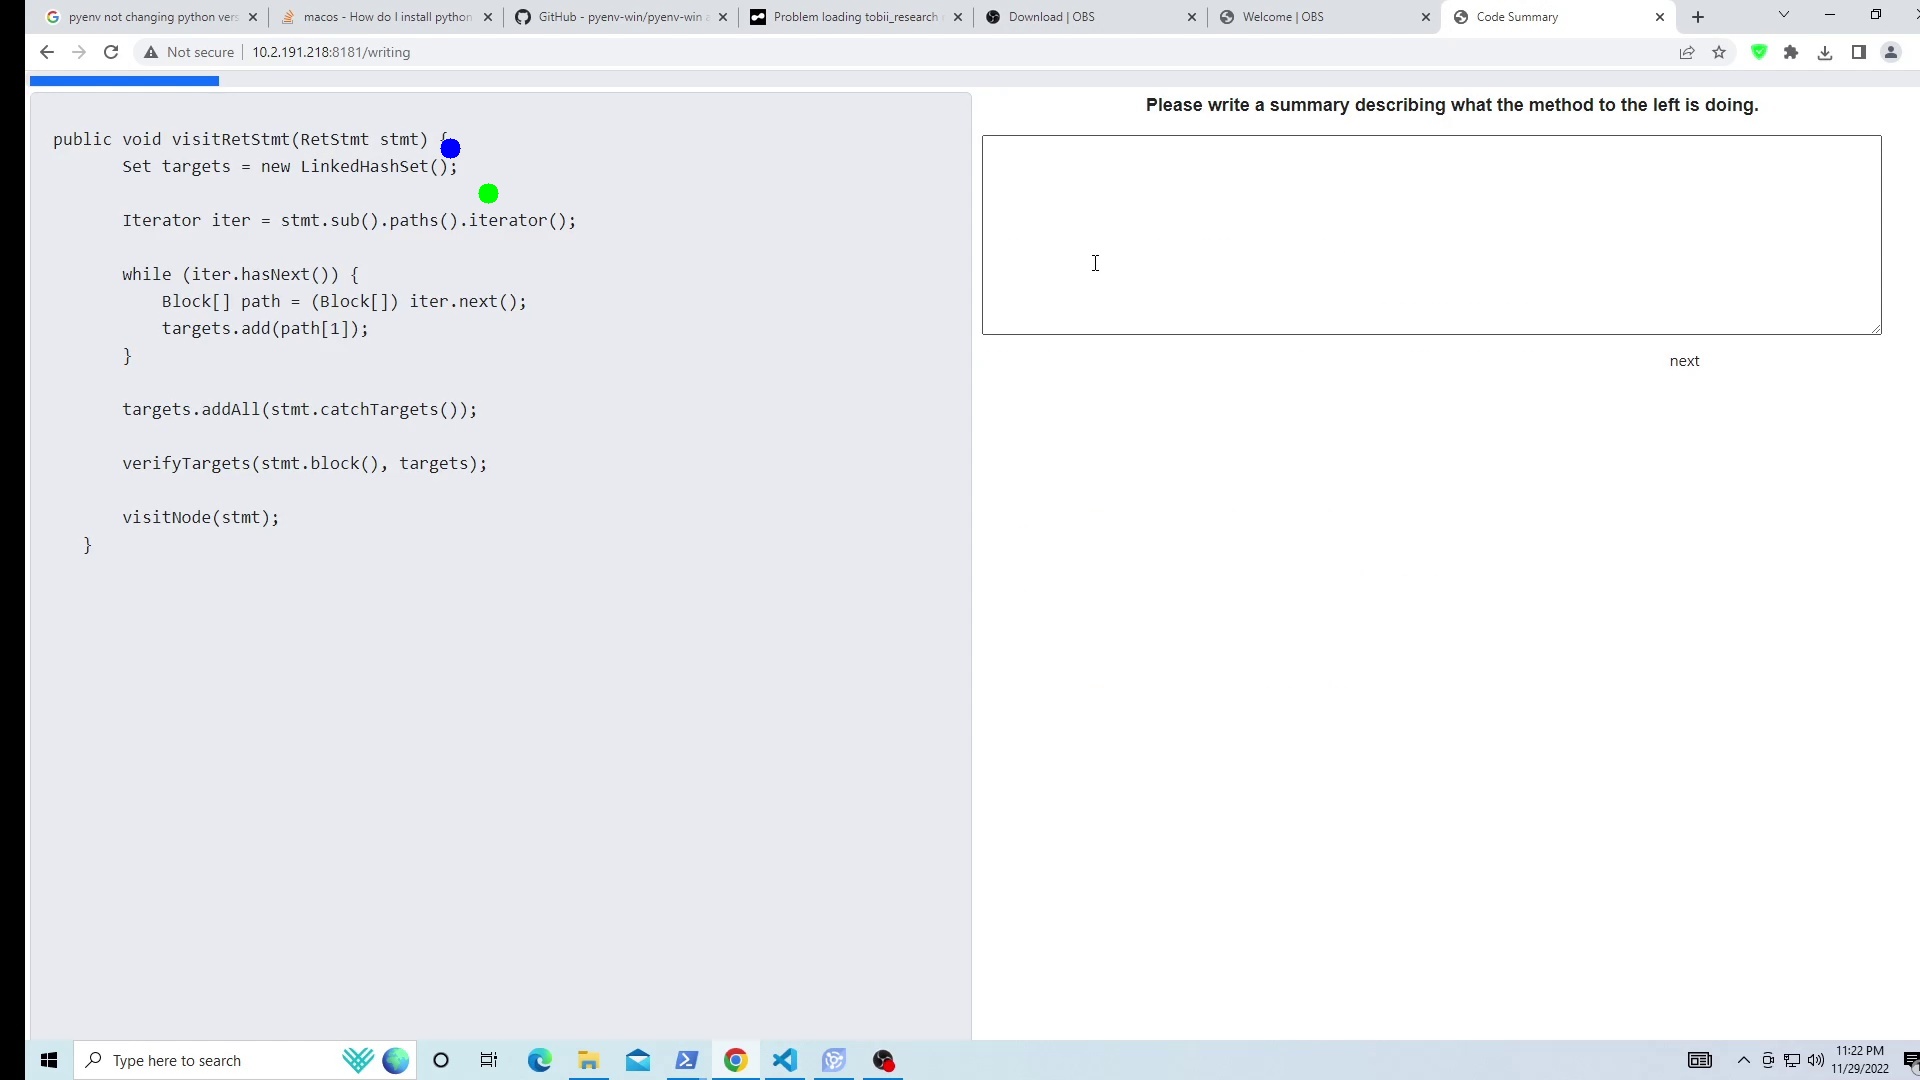 pyenv not changing python vers
macos - How do I install python
GitHub - pyenv-win/pyenv-win
Problem loading tobii_research
Download | OBS
Welcome | OBS
Code Summary
Not secure
10.2.191.218:8181/writing
public void visitRetStmt(RetStmt stmt) {
Set targets = new LinkedHashSet();
Iterator iter = stmt.sub().paths().iterator();
while (iter.hasNext()) {
Block[] path = (Block[]) iter.next();
targets.add(path[1]);
}
targets.addAll(stmt.catchTargets());
verifyTargets(stmt.block(), targets);
visitNode(stmt);
}
Please write a summary describing what the method to the left is doing.
next
Type here to search
11:22 PM
11/29/2022